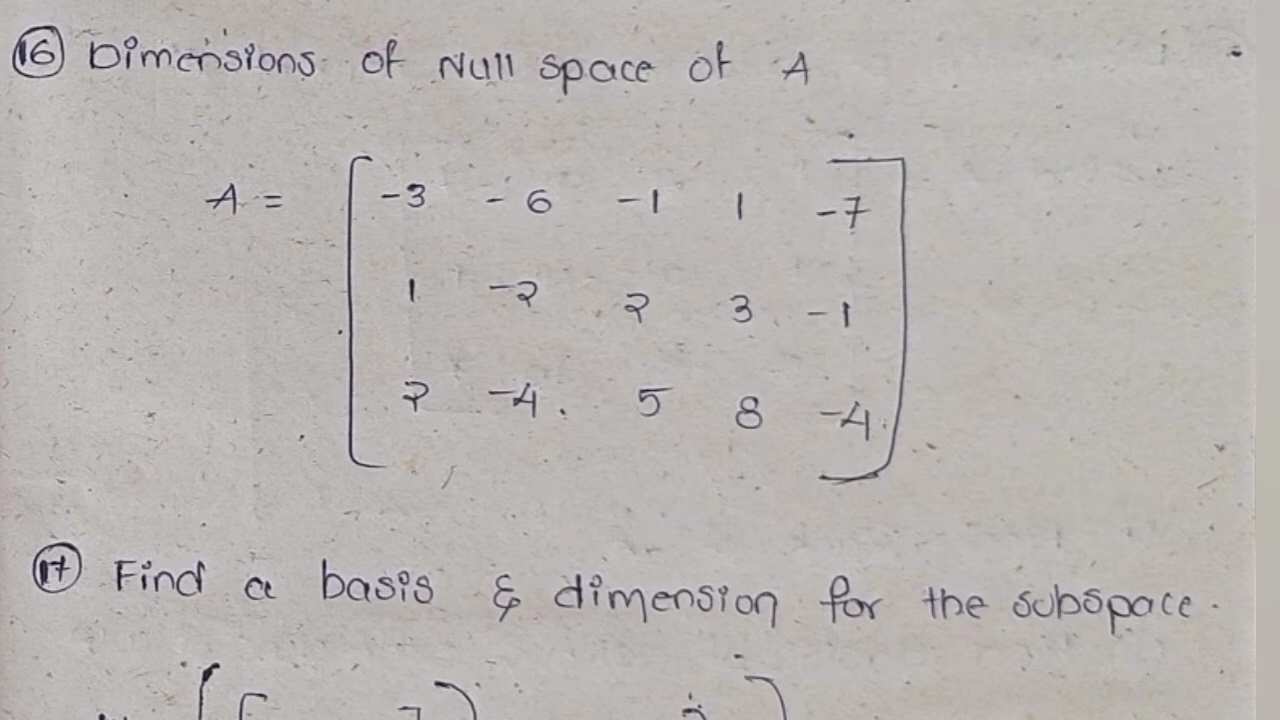 16 Dimensions of Null space of A
A = -3 -6 -1 1 -7
1 -2 2 3 -1
2 -4 5 8 -4
17 Find a basis & dimension for the subspace.